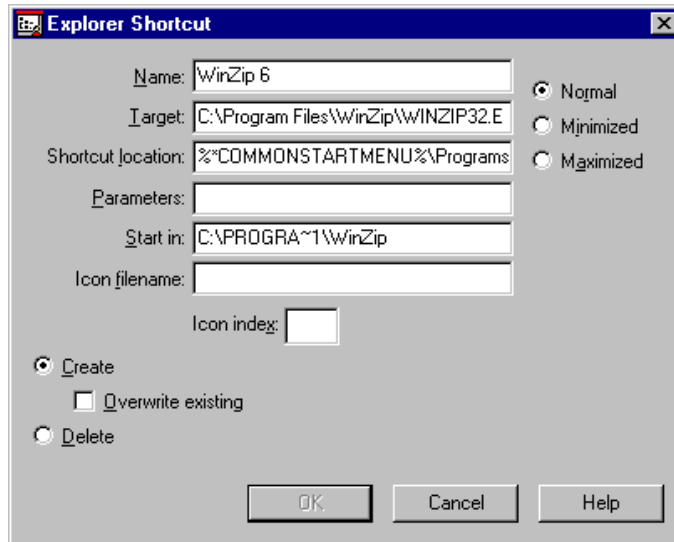 Explorer Shortcut
Name: WinZip 6
Target: C:\Program Files\WinZip\WINZIP32.E
Shortcut location: %*COMMONSTARTMENU%\Programs
Parameters:
Start in: C:\PROGRA~1\WinZip
Icon filename:
Icon index:
Normal
Minimized
Maximized
Create
Overwrite existing
Delete
OK Cancel Help